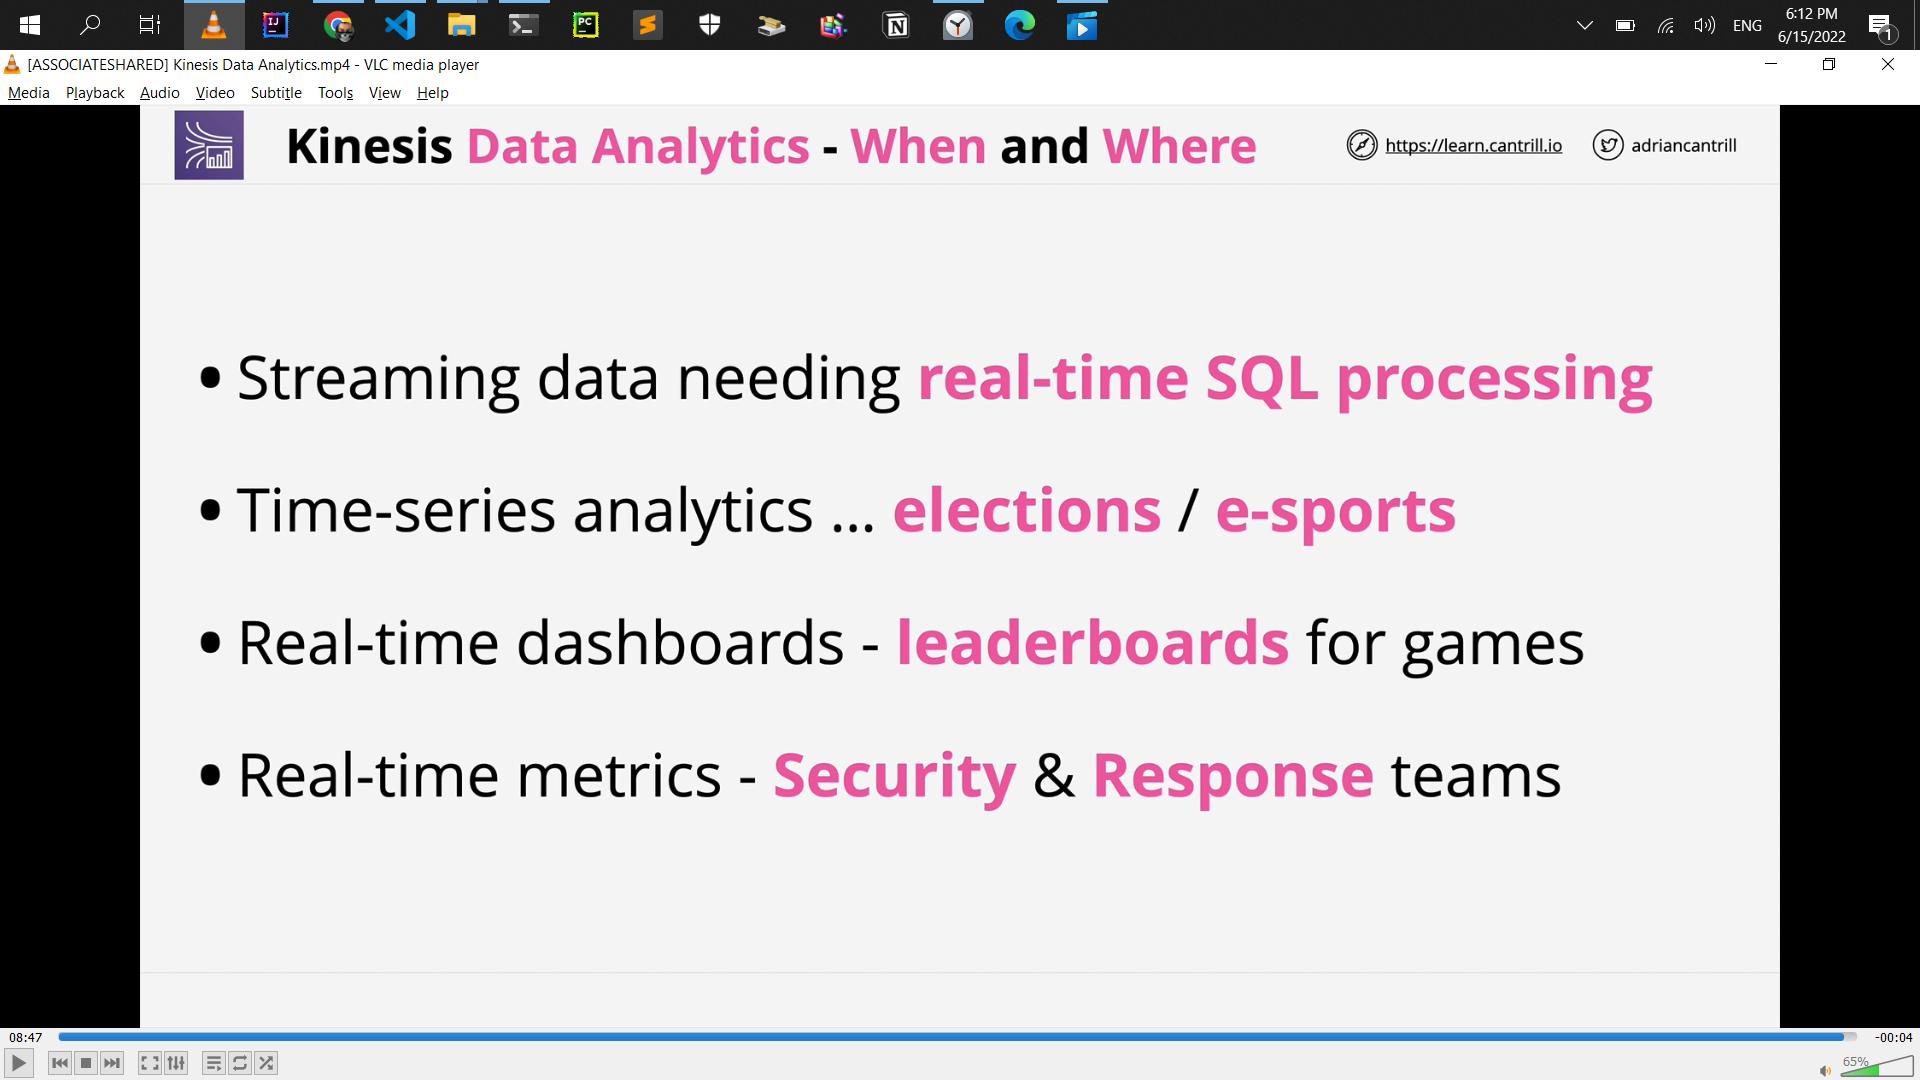 6:12 PM
ENG
6/15/2022
1
[ASSOCIATESHARED] Kinesis Data Analytics.mp4 - VLC media player
Media Playback Audio Video Subtitle Tools View Help
Kinesis Data Analytics - When and Where
https://learn.cantrill.io
adriancantrill
• Streaming data needing real-time SQL processing
• Time-series analytics ... elections / e-sports
• Real-time dashboards - leaderboards for games
• Real-time metrics - Security & Response teams
08:47
-00:04
65%